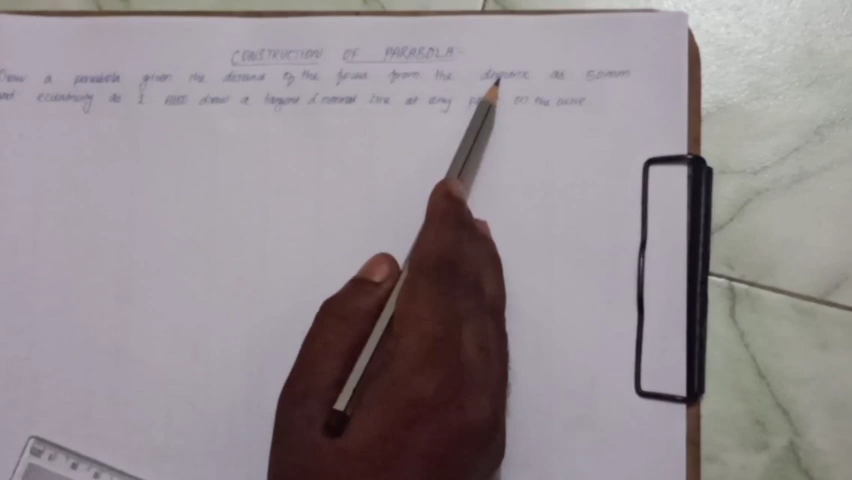 CONSTRUCTION OF PARABOLA:-
Draw a parabola given the distance of the focus from the directrix as 50mm
and eccentricity as 1 also draw a tangent & normal line at any on the curve